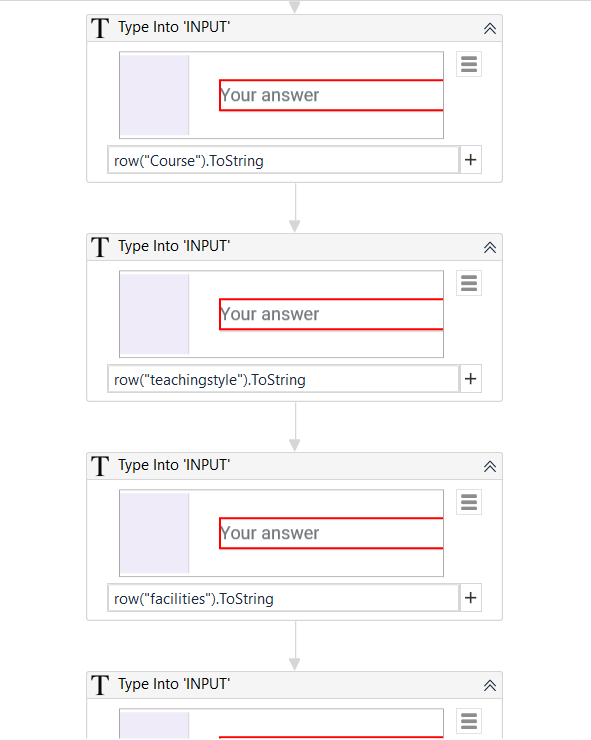 T Type Into 'INPUT'
Your answer
row("Course").ToString
+
T Type Into 'INPUT'
Your answer
row("teachingstyle").ToString
+
T Type Into 'INPUT'
Your answer
row("facilities").ToString
+
T Type Into 'INPUT'